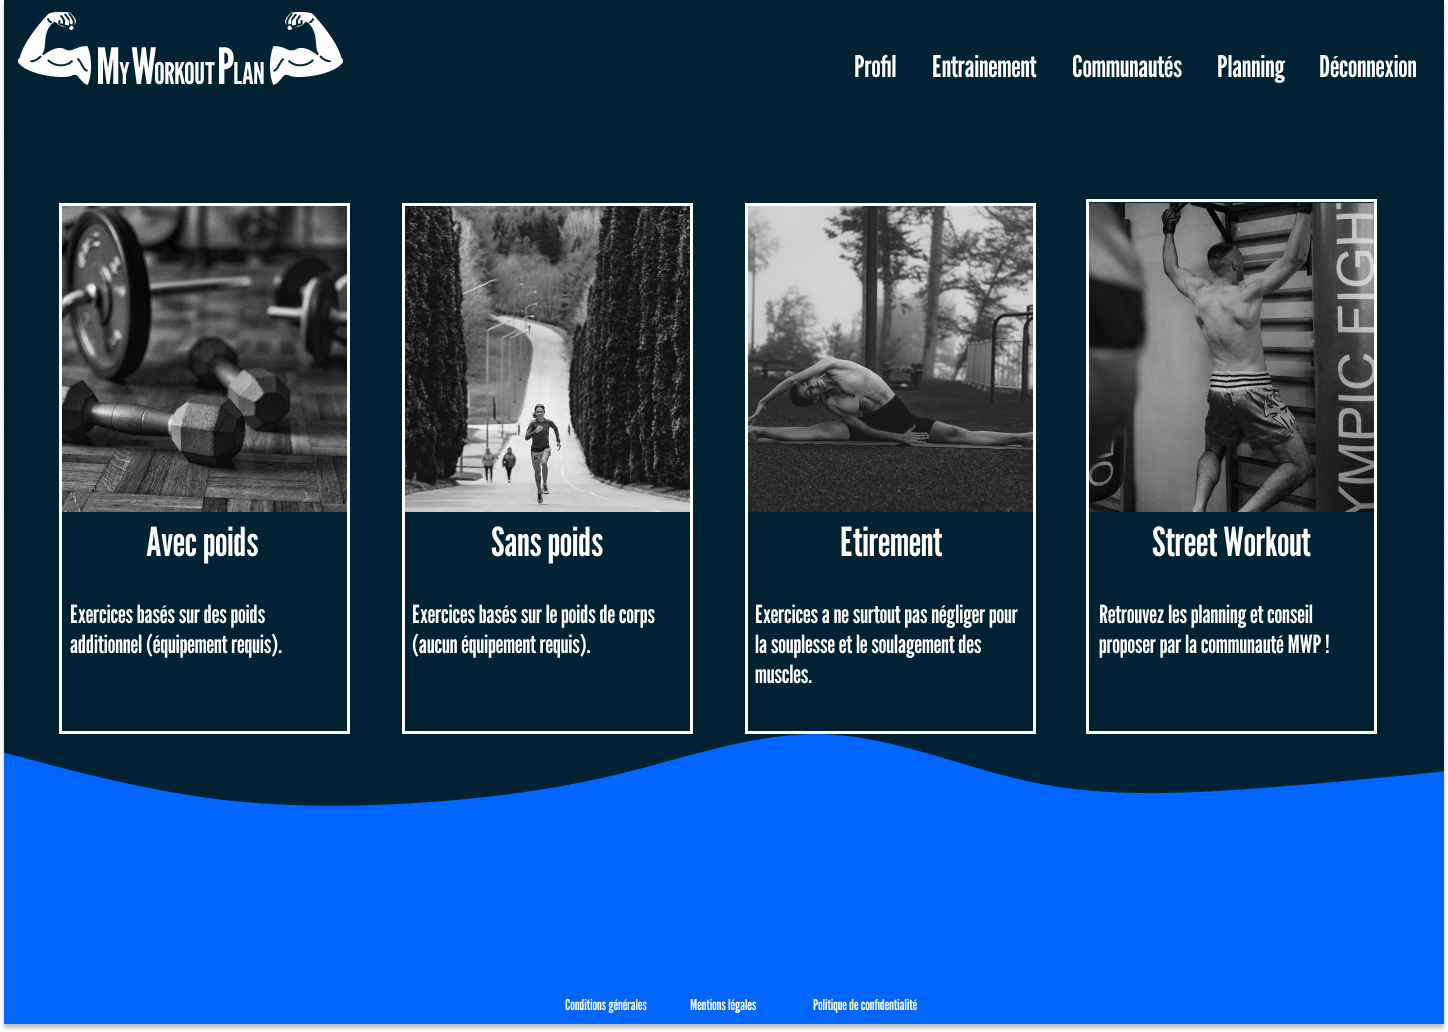 My Workout Plan
Profil Entrainement Communautés Planning Déconnexion
YMPIC FIGHT
OL
Avec poids
Exercices basés sur des poids
additionnel (équipement requis).
Sans poids
Exercices basés sur le poids de corps
(aucun équipement requis).
Etirement
Exercices a ne surtout pas négliger pour
la souplesse et le soulagement des
muscles.
Street Workout
Retrouvez les planning et conseil
proposer par la communauté MWP !
Conditions générales Mentions légales Politique de confidentialité